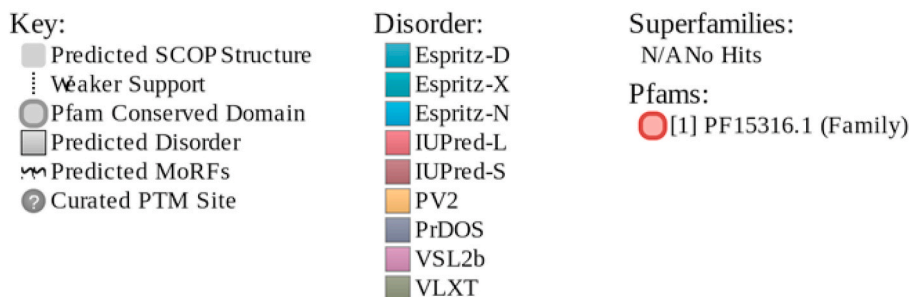 Key:
Predicted SCOP Structure
Weaker Support
Pfam Conserved Domain
Predicted Disorder
Predicted MoRFs
? Curated PTM Site
Disorder:
Espritz-D
Espritz-X
Espritz-N
IUPred-L
IUPred-S
PV2
PrDOS
VSL2b
VLXT
Superfamilies:
N/A No Hits
Pfams:
[1] PF15316.1 (Family)